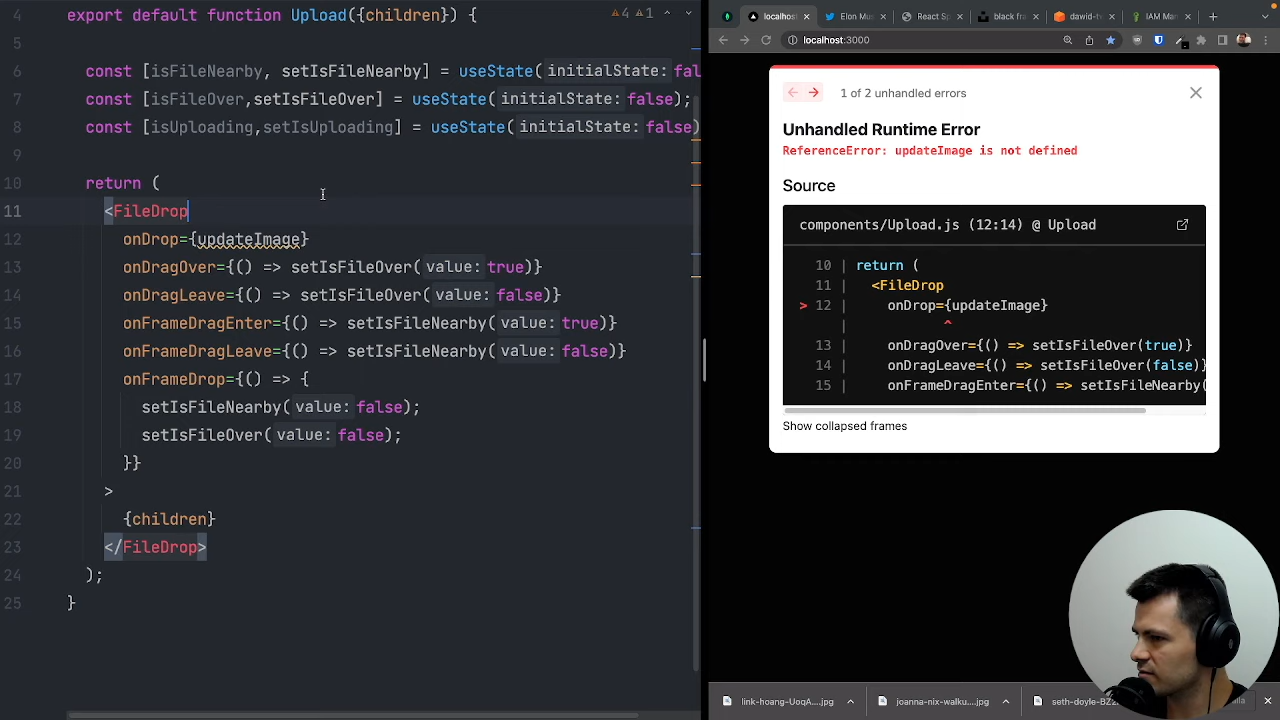 4 export default function Upload({children}) {
5
6 const [isFileNearby, setIsFileNearby] = useState( initialState: fal
7 const [isFileOver,setIsFileOver] = useState( initialState: false);
8 const [isUploading,setIsUploading] = useState( initialState: false)
9
10 return (
11 <FileDrop
12 onDrop={updateImage}
13 onDragOver={() => setIsFileOver( value: true)}
14 onDragLeave={() => setIsFileOver( value: false)}
15 onFrameDragEnter={() => setIsFileNearby( value: true)}
16 onFrameDragLeave={() => setIsFileNearby( value: false)}
17 onFrameDrop={() => {
18 setIsFileNearby( value: false);
19 setIsFileOver( value: false);
20 }}
21 >
22 {children}
23 </FileDrop>
24 );
25 }
4 1
localhost Elon Mus React Sp black fra dawid-tw IAM Man
localhost:3000
1 of 2 unhandled errors
Unhandled Runtime Error
ReferenceError: updateImage is not defined
Source
components/Upload.js (12:14) @ Upload
10 | return (
11 | <FileDrop
> 12 | onDrop={updateImage}
| ^
13 | onDragOver={() => setIsFileOver(true)}
14 | onDragLeave={() => setIsFileOver(false)}
15 | onFrameDragEnter={() => setIsFileNearby(
Show collapsed frames
link-hoang-UoqA....jpg joanna-nix-walku....jpg